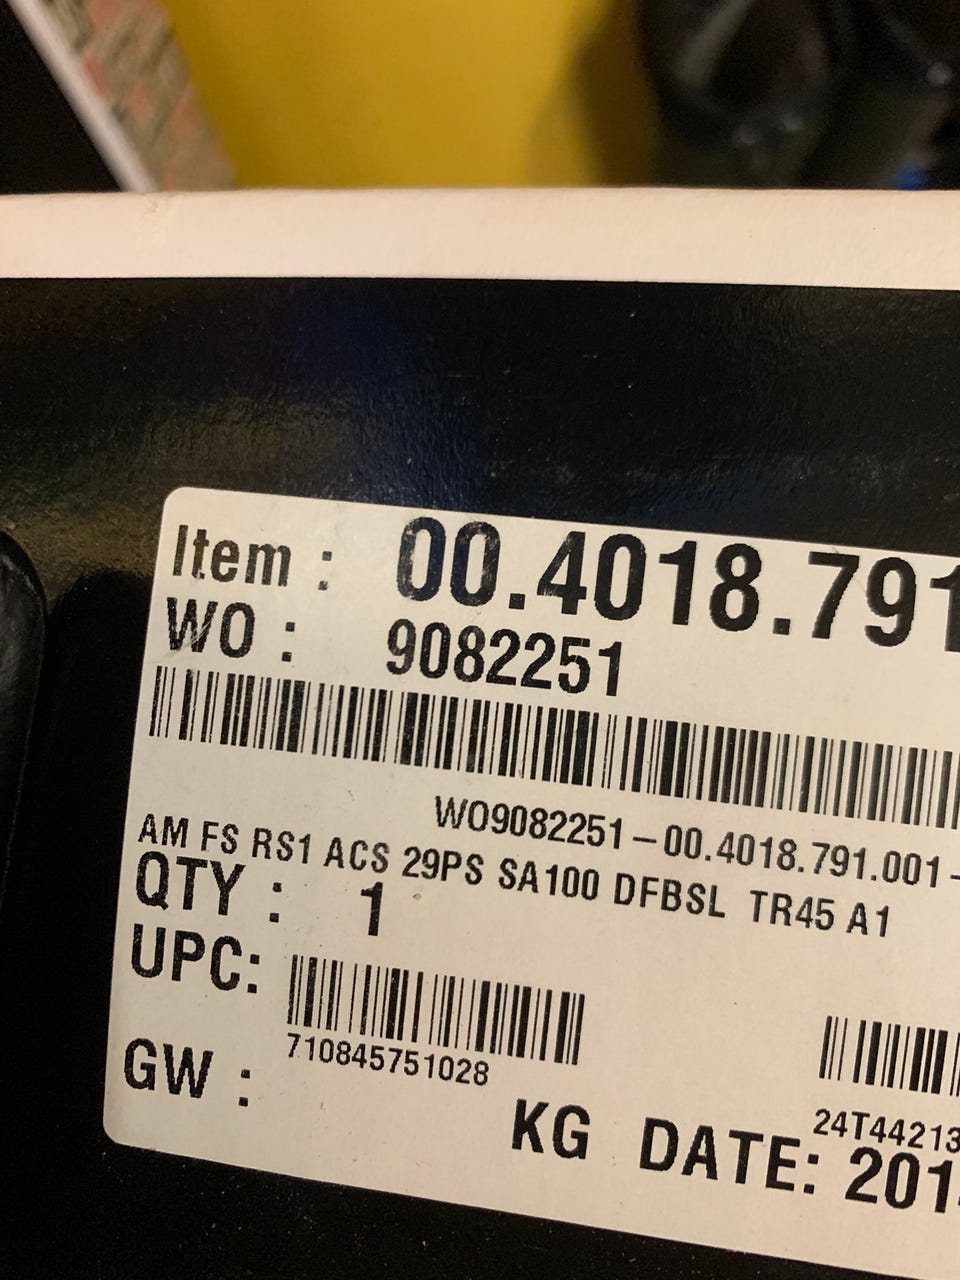 Item : 00.4018.791
WO : 9082251
WO9082251-00.4018.791.001-
AM FS RS1 ACS 29PS SA100 DFBSL TR45 A1
QTY : 1
UPC:
710845751028
24T44213
GW : KG DATE: 201